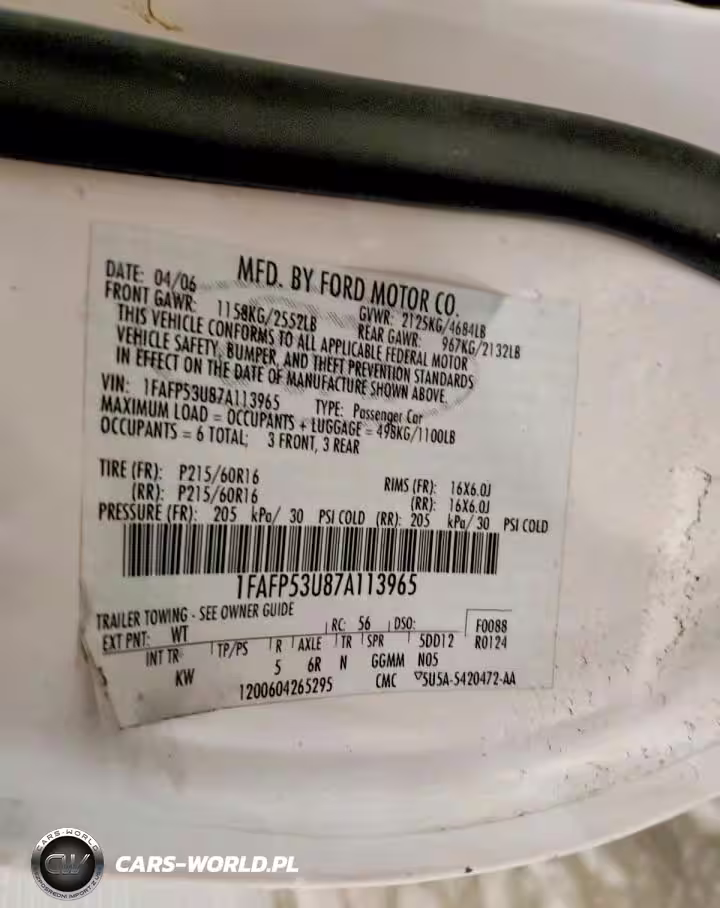 MFD. BY FORD MOTOR CO.
DATE: 04/06
GVWR: 2125KG/4684LB
FRONT GAWR: 1158KG/2552LB
REAR GAWR: 967KG/2132LB
THIS VEHICLE CONFORMS TO ALL APPLICABLE FEDERAL MOTOR
VEHICLE SAFETY, BUMPER, AND THEFT PREVENTION STANDARDS
IN EFFECT ON THE DATE OF MANUFACTURE SHOWN ABOVE.
VIN: 1FAFP53U87A113965 TYPE: Passenger Car
MAXIMUM LOAD = OCCUPANTS + LUGGAGE = 498KG/1100LB
OCCUPANTS = 6 TOTAL; 3 FRONT, 3 REAR
TIRE (FR): P215/60R16 RIMS (FR): 16X6.0J
(RR): P215/60R16 (RR): 16X6.0J
PRESSURE (FR): 205 kPa/ 30 PSI COLD (RR): 205 kPa/ 30 PSI COLD
1FAFP53U87A113965
TRAILER TOWING - SEE OWNER GUIDE
EXT PNT: WT RC: 56 DSO: F0088
INT TR TP/PS R AXLE TR SPR 5DD12 R0124
KW 5 6R N GGMM N05
1200604265295 CMC ▽5U5A-5420472-AA
CARS-WORLD
CW
CARS-WORLD.PL